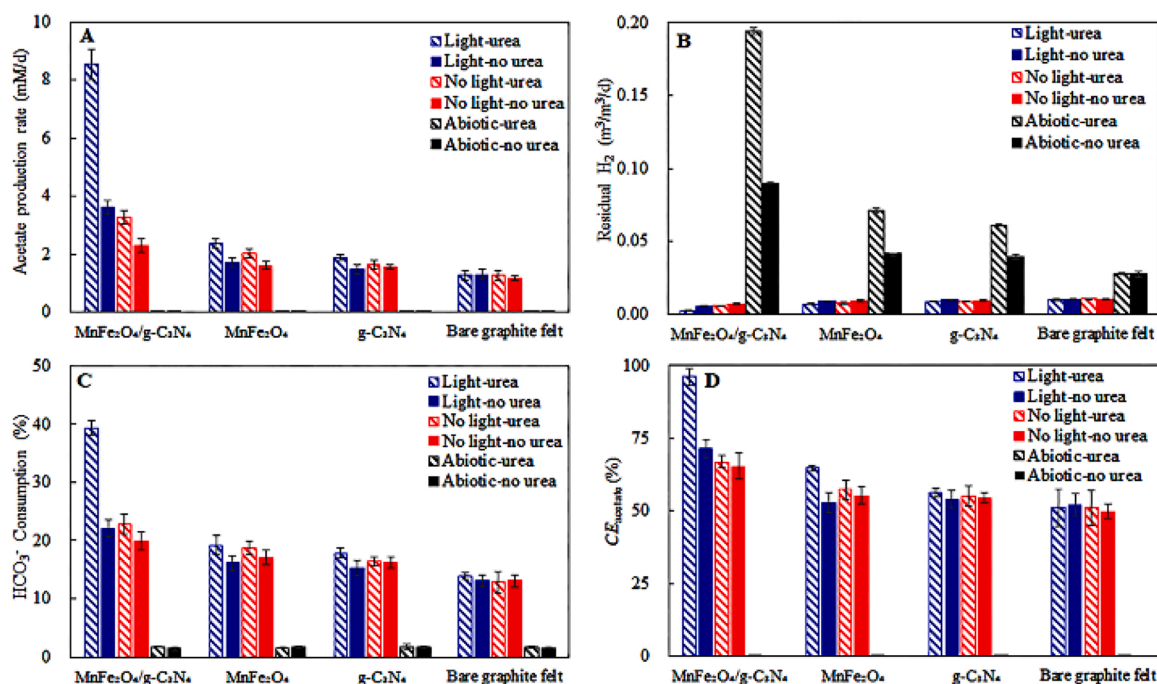 A
Acetate production rate (mM/d)
10
8
6
4
2
0
Light-urea
Light-no urea
No light-urea
No light-no urea
Abiotic-urea
Abiotic-no urea
MnFe₂O₄/g-C₃N₄ MnFe₂O₄ g-C₃N₄ Bare graphite felt
B
Residual H₂ (m³/m³/d)
0.20
0.15
0.10
0.05
0.00
Light-urea
Light-no urea
No light-urea
No light-no urea
Abiotic-urea
Abiotic-no urea
MnFe₂O₄/g-C₃N₄ MnFe₂O₄ g-C₃N₄ Bare graphite felt
C
HCO₃⁻ Consumption (%)
50
40
30
20
10
0
Light-urea
Light-no urea
No light-urea
No light-no urea
Abiotic-urea
Abiotic-no urea
MnFe₂O₄/g-C₃N₄ MnFe₂O₄ g-C₃N₄ Bare graphite felt
D
CEacetate (%)
100
75
50
25
0
Light-urea
Light-no urea
No light-urea
No light-no urea
Abiotic-urea
Abiotic-no urea
MnFe₂O₄/g-C₃N₄ MnFe₂O₄ g-C₃N₄ Bare graphite felt